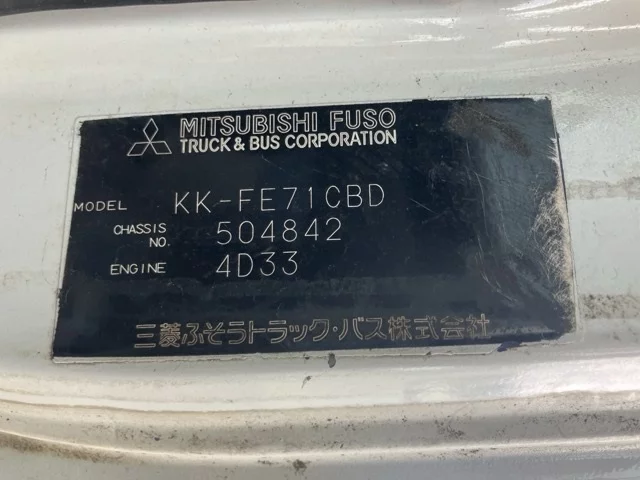 MITSUBISHI FUSO
TRUCK & BUS CORPORATION
MODEL KK-FE71CBD
CHASSIS NO. 504842
ENGINE 4D33
三菱ふそうトラック・バス株式会社